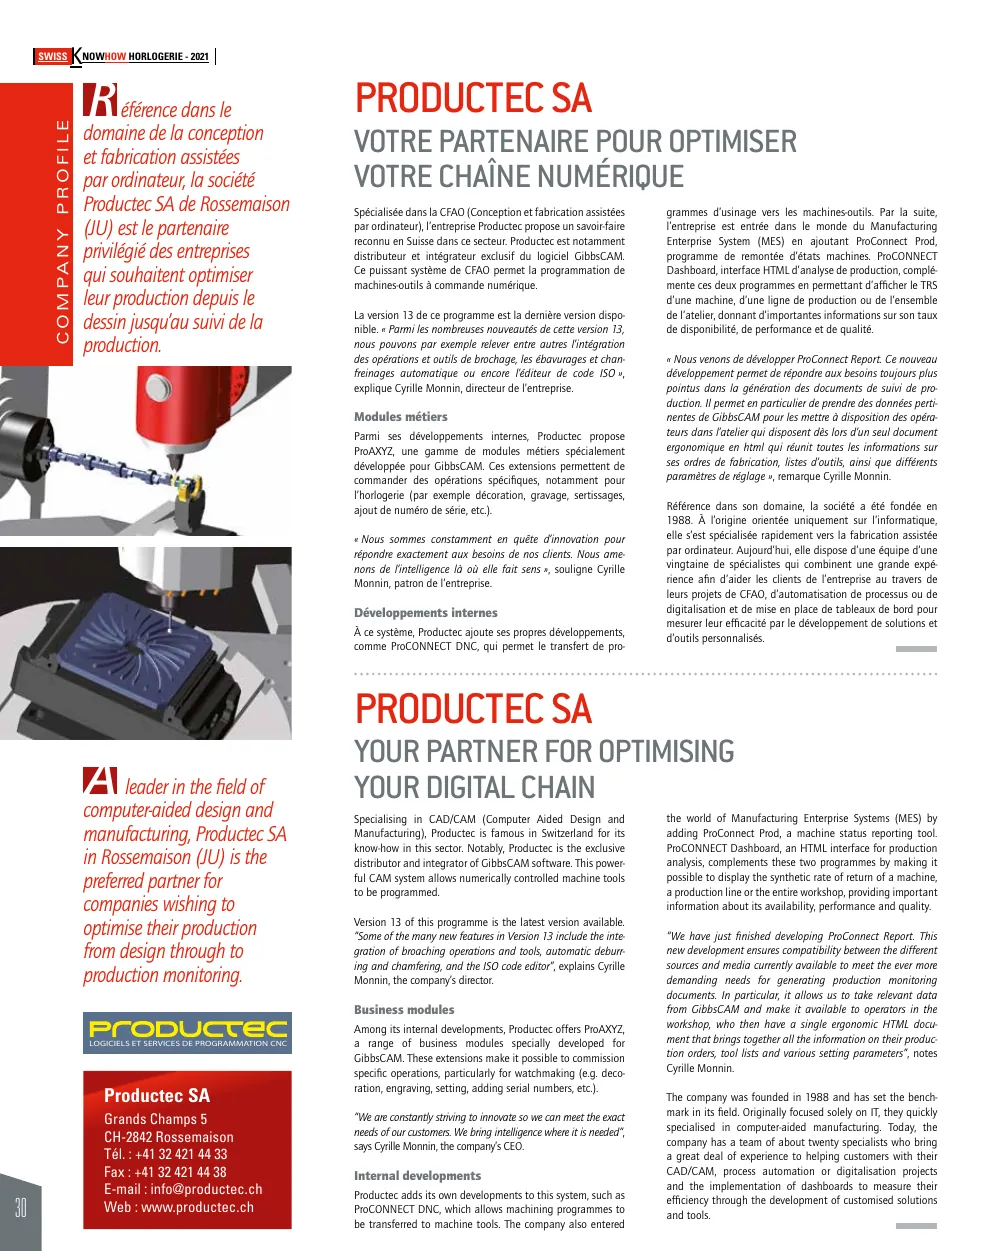 SWISS KNOWHOW HORLOGERIE - 2021
COMPANY PROFILE
Référence dans le
domaine de la conception
et fabrication assistées
par ordinateur, la société
Productec SA de Rossemaison
(JU) est le partenaire
privilégié des entreprises
qui souhaitent optimiser
leur production depuis le
dessin jusqu’au suivi de la
production.
PRODUCTEC SA
VOTRE PARTENAIRE POUR OPTIMISER
VOTRE CHAÎNE NUMÉRIQUE
Spécialisée dans la CFAO (Conception et fabrication assistées
par ordinateur), l’entreprise Productec propose un savoir-faire
reconnu en Suisse dans ce secteur. Productec est notamment
distributeur et intégrateur exclusif du logiciel GibbsCAM.
Ce puissant système de CFAO permet la programmation de
machines-outils à commande numérique.
La version 13 de ce programme est la dernière version dispo-
nible. « Parmi les nombreuses nouveautés de cette version 13,
nous pouvons par exemple relever entre autres l’intégration
des opérations et outils de brochage, les ébavurages et chan-
freinages automatique ou encore l’éditeur de code ISO »,
explique Cyrille Monnin, directeur de l’entreprise.
Modules métiers
Parmi ses développements internes, Productec propose
ProAXYZ, une gamme de modules métiers spécialement
développée pour GibbsCAM. Ces extensions permettent de
commander des opérations spécifiques, notamment pour
l’horlogerie (par exemple décoration, gravage, sertissages,
ajout de numéro de série, etc.).
« Nous sommes constamment en quête d’innovation pour
répondre exactement aux besoins de nos clients. Nous ame-
nons de l’intelligence là où elle fait sens », souligne Cyrille
Monnin, patron de l’entreprise.
Développements internes
À ce système, Productec ajoute ses propres développements,
comme ProCONNECT DNC, qui permet le transfert de pro-
grammes d’usinage vers les machines-outils. Par la suite,
l’entreprise est entrée dans le monde du Manufacturing
Enterprise System (MES) en ajoutant ProConnect Prod,
programme de remontée d’états machines. ProCONNECT
Dashboard, interface HTML d’analyse de production, complé-
mente ces deux programmes en permettant d’afficher le TRS
d’une machine, d’une ligne de production ou de l’ensemble
de l’atelier, donnant d’importantes informations sur son taux
de disponibilité, de performance et de qualité.
« Nous venons de développer ProConnect Report. Ce nouveau
développement permet de répondre aux besoins toujours plus
pointus dans la génération des documents de suivi de pro-
duction. Il permet en particulier de prendre des données perti-
nentes de GibbsCAM pour les mettre à disposition des opéra-
teurs dans l’atelier qui disposent dès lors d’un seul document
ergonomique en html qui réunit toutes les informations sur
ses ordres de fabrication, listes d’outils, ainsi que différents
paramètres de réglage », remarque Cyrille Monnin.
Référence dans son domaine, la société a été fondée en
1988. À l’origine orientée uniquement sur l’informatique,
elle s’est spécialisée rapidement vers la fabrication assistée
par ordinateur. Aujourd’hui, elle dispose d’une équipe d’une
vingtaine de spécialistes qui combinent une grande expé-
rience afin d’aider les clients de l’entreprise au travers de
leurs projets de CFAO, d’automatisation de processus ou de
digitalisation et de mise en place de tableaux de bord pour
mesurer leur efficacité par le développement de solutions et
d’outils personnalisés.
A leader in the field of
computer-aided design and
manufacturing, Productec SA
in Rossemaison (JU) is the
preferred partner for
companies wishing to
optimise their production
from design through to
production monitoring.
PRODUCTEC
LOGICIELS ET SERVICES DE PROGRAMMATION CNC
Productec SA
Grands Champs 5
CH-2842 Rossemaison
Tél. : +41 32 421 44 33
Fax : +41 32 421 44 38
E-mail : info@productec.ch
Web : www.productec.ch
30
PRODUCTEC SA
YOUR PARTNER FOR OPTIMISING
YOUR DIGITAL CHAIN
Specialising in CAD/CAM (Computer Aided Design and
Manufacturing), Productec is famous in Switzerland for its
know-how in this sector. Notably, Productec is the exclusive
distributor and integrator of GibbsCAM software. This power-
ful CAM system allows numerically controlled machine tools
to be programmed.
Version 13 of this programme is the latest version available.
“Some of the many new features in Version 13 include the inte-
gration of broaching operations and tools, automatic deburr-
ing and chamfering, and the ISO code editor”, explains Cyrille
Monnin, the company’s director.
Business modules
Among its internal developments, Productec offers ProAXYZ,
a range of business modules specially developed for
GibbsCAM. These extensions make it possible to commission
specific operations, particularly for watchmaking (e.g. deco-
ration, engraving, setting, adding serial numbers, etc.).
“We are constantly striving to innovate so we can meet the exact
needs of our customers. We bring intelligence where it is needed”,
says Cyrille Monnin, the company’s CEO.
Internal developments
Productec adds its own developments to this system, such as
ProCONNECT DNC, which allows machining programmes to
be transferred to machine tools. The company also entered
the world of Manufacturing Enterprise Systems (MES) by
adding ProConnect Prod, a machine status reporting tool.
ProCONNECT Dashboard, an HTML interface for production
analysis, complements these two programmes by making it
possible to display the synthetic rate of return of a machine,
a production line or the entire workshop, providing important
information about its availability, performance and quality.
“We have just finished developing ProConnect Report. This
new development ensures compatibility between the different
sources and media currently available to meet the ever more
demanding needs for generating production monitoring
documents. In particular, it allows us to take relevant data
from GibbsCAM and make it available to operators in the
workshop, who then have a single ergonomic HTML docu-
ment that brings together all the information on their produc-
tion orders, tool lists and various setting parameters”, notes
Cyrille Monnin.
The company was founded in 1988 and has set the bench-
mark in its field. Originally focused solely on IT, they quickly
specialised in computer-aided manufacturing. Today, the
company has a team of about twenty specialists who bring
a great deal of experience to helping customers with their
CAD/CAM, process automation or digitalisation projects
and the implementation of dashboards to measure their
efficiency through the development of customised solutions
and tools.